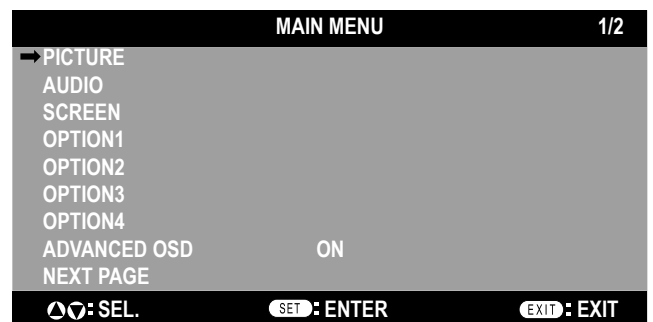 MAIN MENU 1/2
PICTURE
AUDIO
SCREEN
OPTION1
OPTION2
OPTION3
OPTION4
ADVANCED OSD ON
NEXT PAGE
: SEL. SET : ENTER EXIT : EXIT